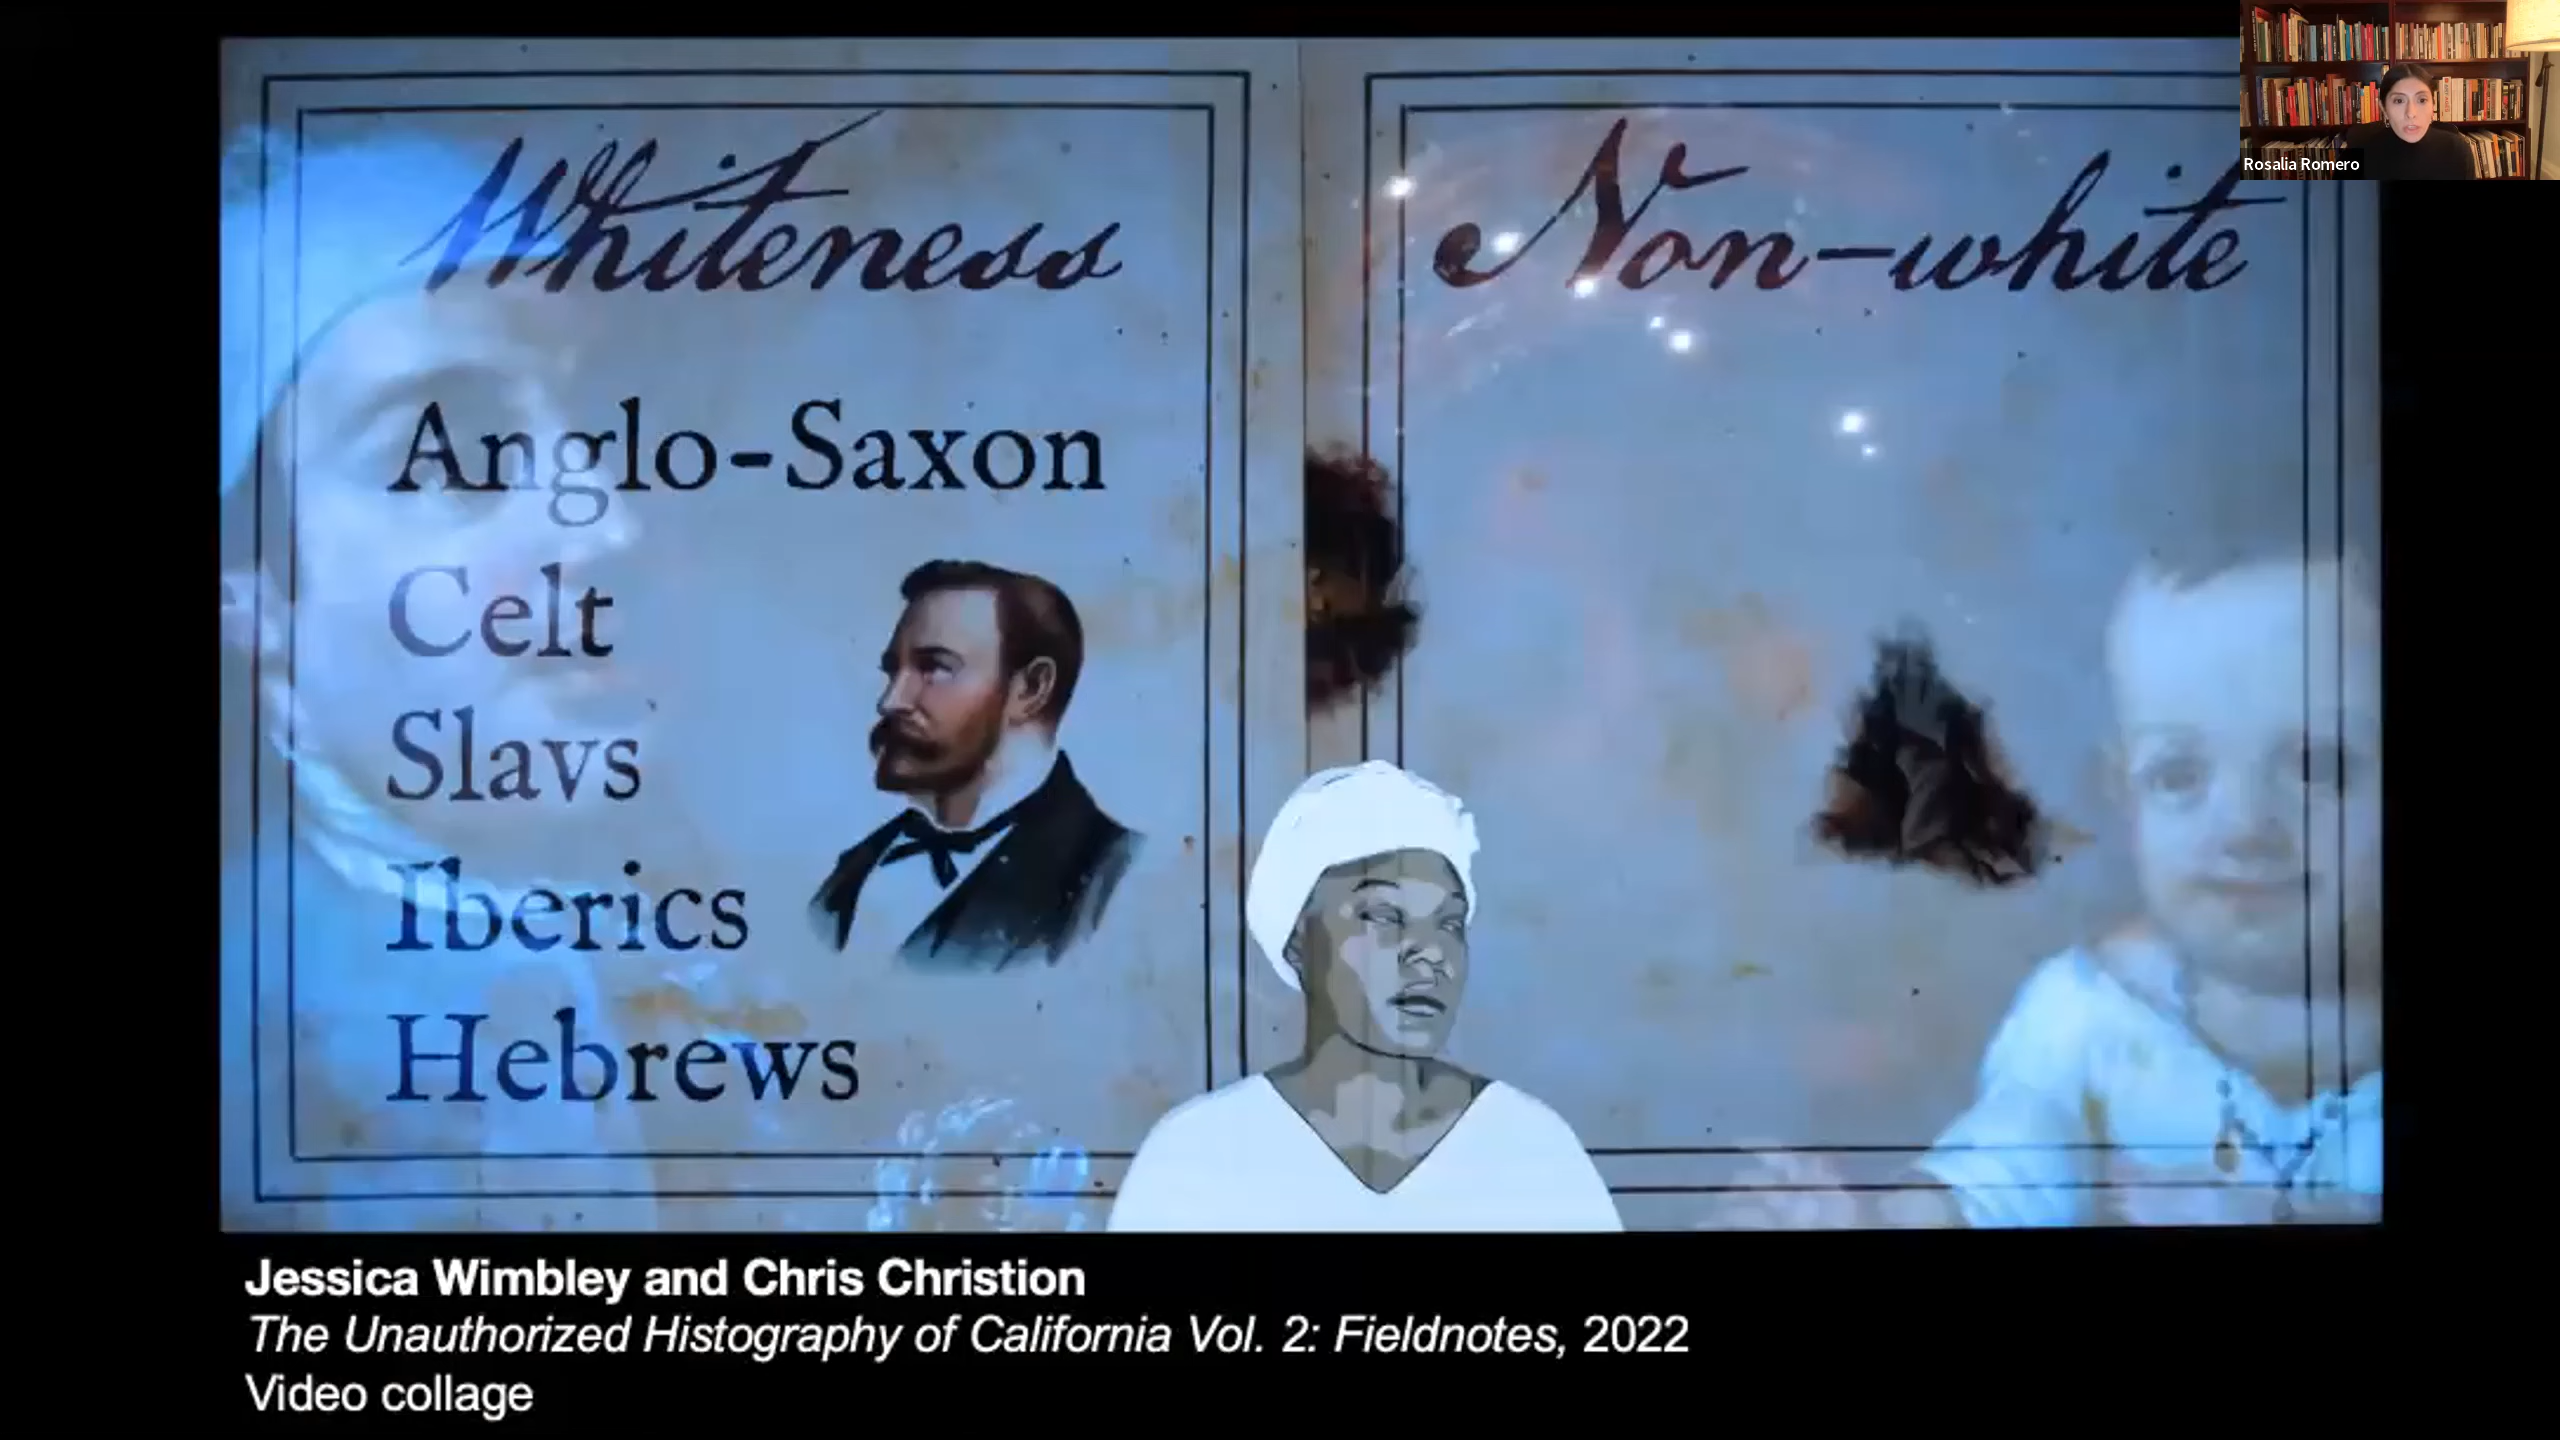 Whiteness
Anglo-Saxon
Celt
Slavs
Iberics
Hebrews
Non-white
Rosalia Romero
Jessica Wimbley and Chris Christion
The Unauthorized Histography of California Vol. 2: Fieldnotes, 2022
Video collage